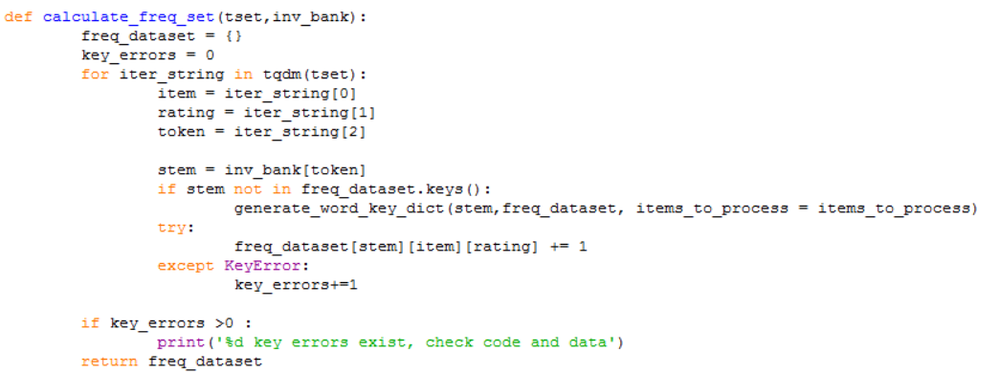 def calculate_freq_set(tset,inv_bank):
        freq_dataset = {}
        key_errors = 0
        for iter_string in tqdm(tset):
                item = iter_string[0]
                rating = iter_string[1]
                token = iter_string[2]

                stem = inv_bank[token]
                if stem not in freq_dataset.keys():
                        generate_word_key_dict(stem,freq_dataset, items_to_process = items_to_process)
                try:
                        freq_dataset[stem][item][rating] += 1
                except KeyError:
                        key_errors+=1

        if key_errors >0 :
                print('%d key errors exist, check code and data')
        return freq_dataset